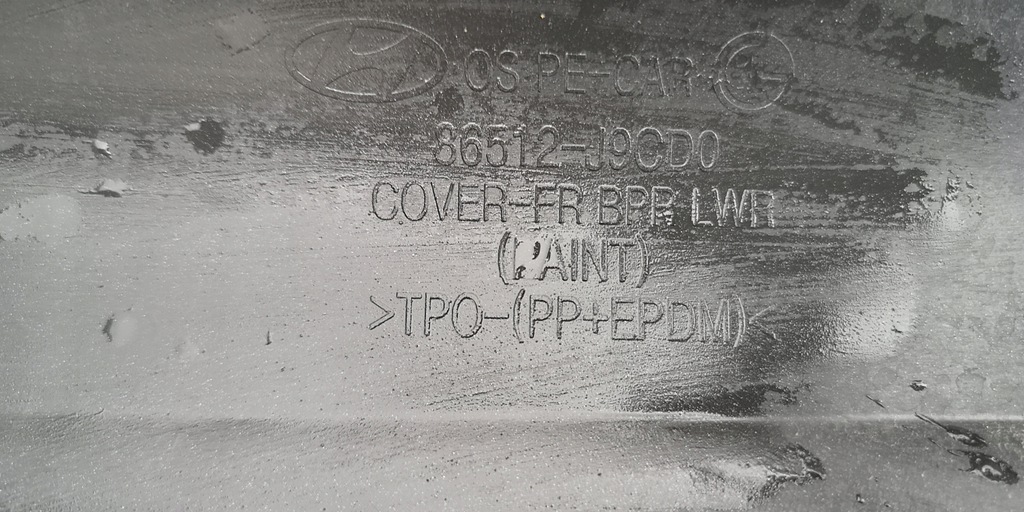 OS PE-CAR
86512-J9CD0
COVER-FR BPR LWR
(PAINT)
>TPO-(PP+EPDM)<